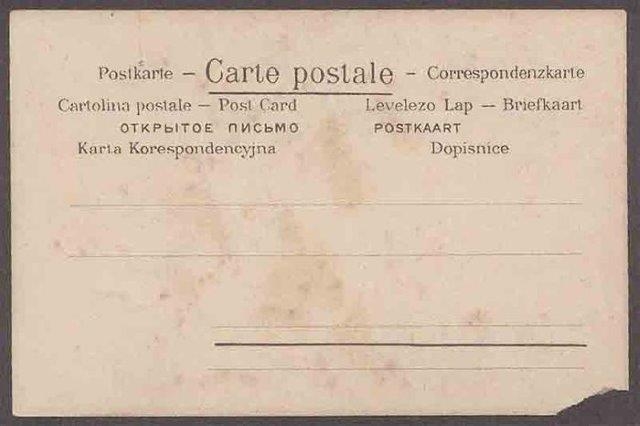 Postkarte – Carte postale – Correspondenzkarte
Cartolina postale – Post Card Levelezo Lap – Briefkaart
ОТКРЫТОЕ ПИСЬМО POSTKAART
Karta Korespondencyjna Dopisnice